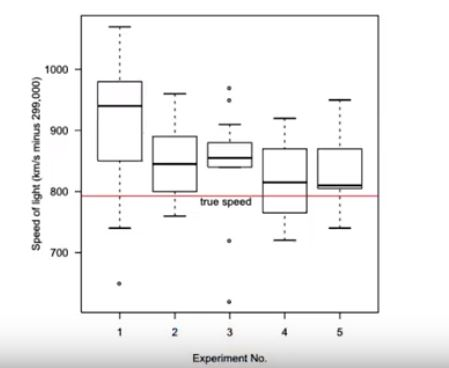 Speed of light (km/s minus 299,000)
1000
900
800
700
true speed
1 2 3 4 5
Experiment No.